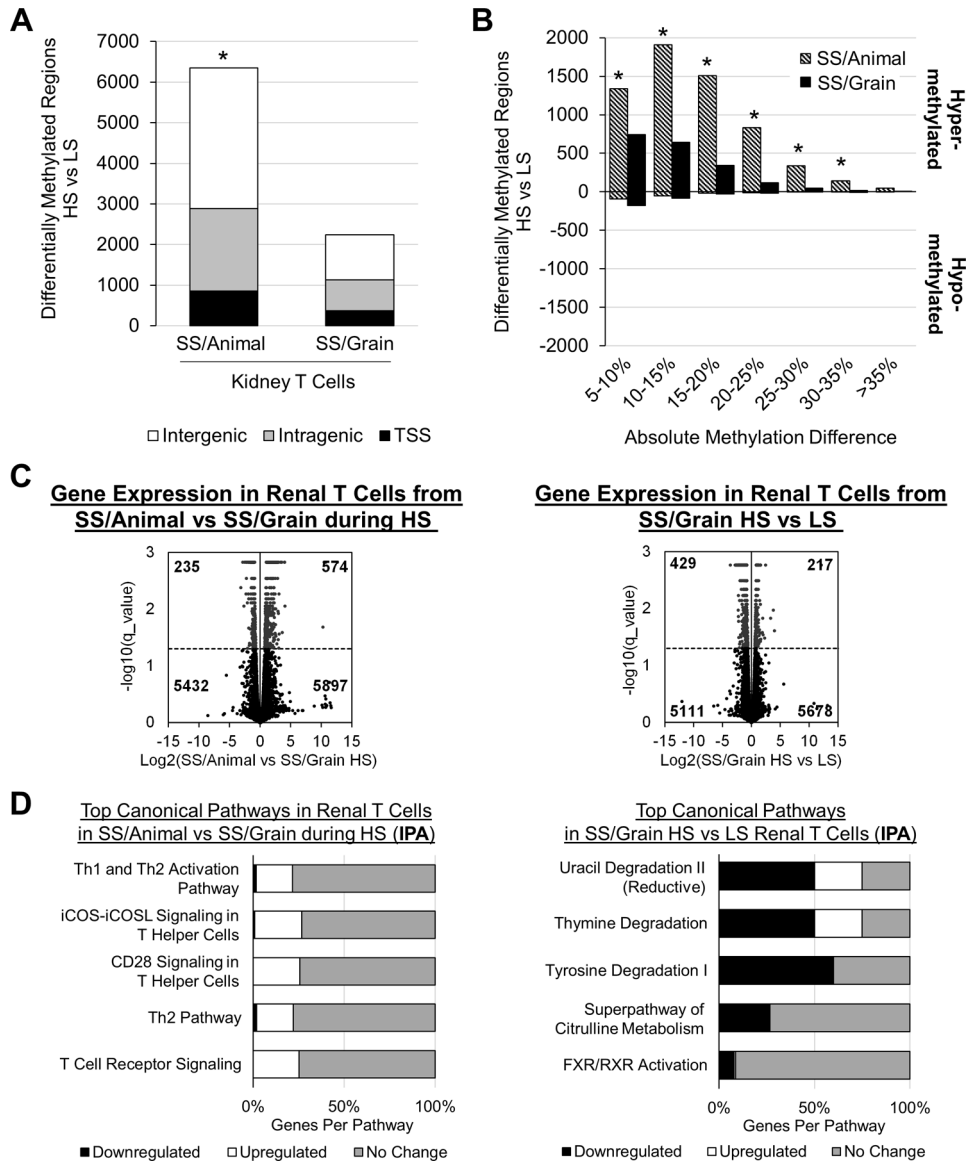 A
Differentially Methylated Regions
HS vs LS
7000
6000
5000
4000
3000
2000
1000
0
*
SS/Animal
SS/Grain
Kidney T Cells
Intergenic
Intragenic
TSS
B
Differentially Methylated Regions
HS vs LS
2000
1500
1000
500
0
-500
-1000
-1500
-2000
* * * * * *
SS/Animal
SS/Grain
Hyper-
methylated
Hypo-
methylated
5-10%
10-15%
15-20%
20-25%
25-30%
30-35%
>35%
Absolute Methylation Difference
C
Gene Expression in Renal T Cells from
SS/Animal vs SS/Grain during HS
-log10(q_value)
3
2
1
0
235
574
5432
5897
-15 -10 -5 0 5 10 15
Log2(SS/Animal vs SS/Grain HS)
Gene Expression in Renal T Cells from
SS/Grain HS vs LS
-log10(q_value)
3
2
1
0
429
217
5111
5678
-15 -10 -5 0 5 10 15
Log2(SS/Grain HS vs LS)
D
Top Canonical Pathways in Renal T Cells
in SS/Animal vs SS/Grain during HS (IPA)
Th1 and Th2 Activation
Pathway
iCOS-iCOSL Signaling in
T Helper Cells
CD28 Signaling in
T Helper Cells
Th2 Pathway
T Cell Receptor Signaling
0% 50% 100%
Genes Per Pathway
Downregulated
Upregulated
No Change
Top Canonical Pathways
in SS/Grain HS vs LS Renal T Cells (IPA)
Uracil Degradation II
(Reductive)
Thymine Degradation
Tyrosine Degradation I
Superpathway of
Citrulline Metabolism
FXR/RXR Activation
0% 50% 100%
Genes Per Pathway
Downregulated
Upregulated
No Change